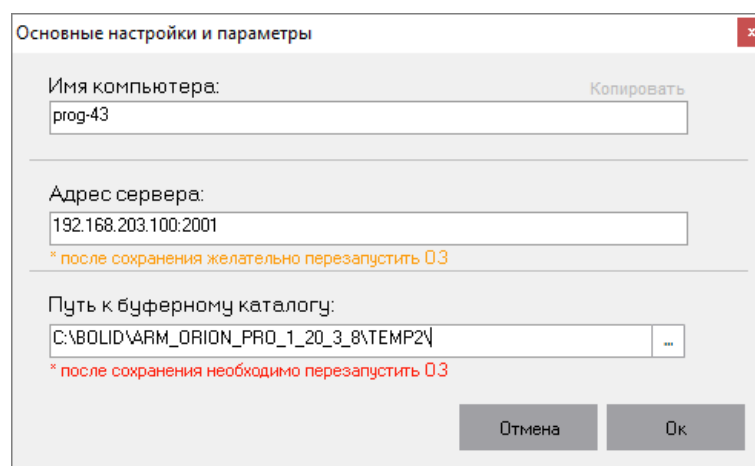 Основные настройки и параметры
x
Имя компьютера:
Копировать
prog-43
Адрес сервера:
192.168.203.100:2001
* после сохранения желательно перезапустить ОЗ
Путь к буферному каталогу:
C:\BOLID\ARM_ORION_PRO_1_20_3_8\TEMP2\
...
* после сохранения необходимо перезапустить ОЗ
Отмена
Ок